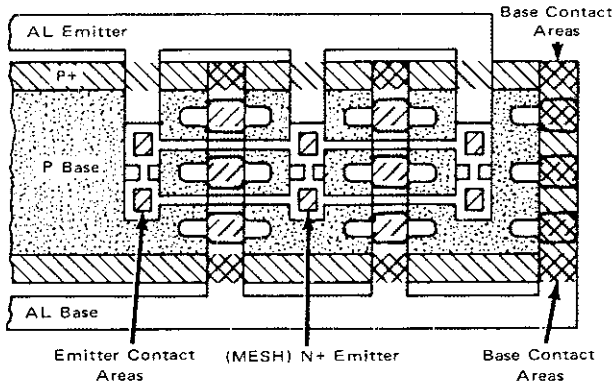 AL Emitter
Base Contact
Areas
P+
P Base
AL Base
Emitter Contact
Areas
(MESH) N+ Emitter
Base Contact
Areas